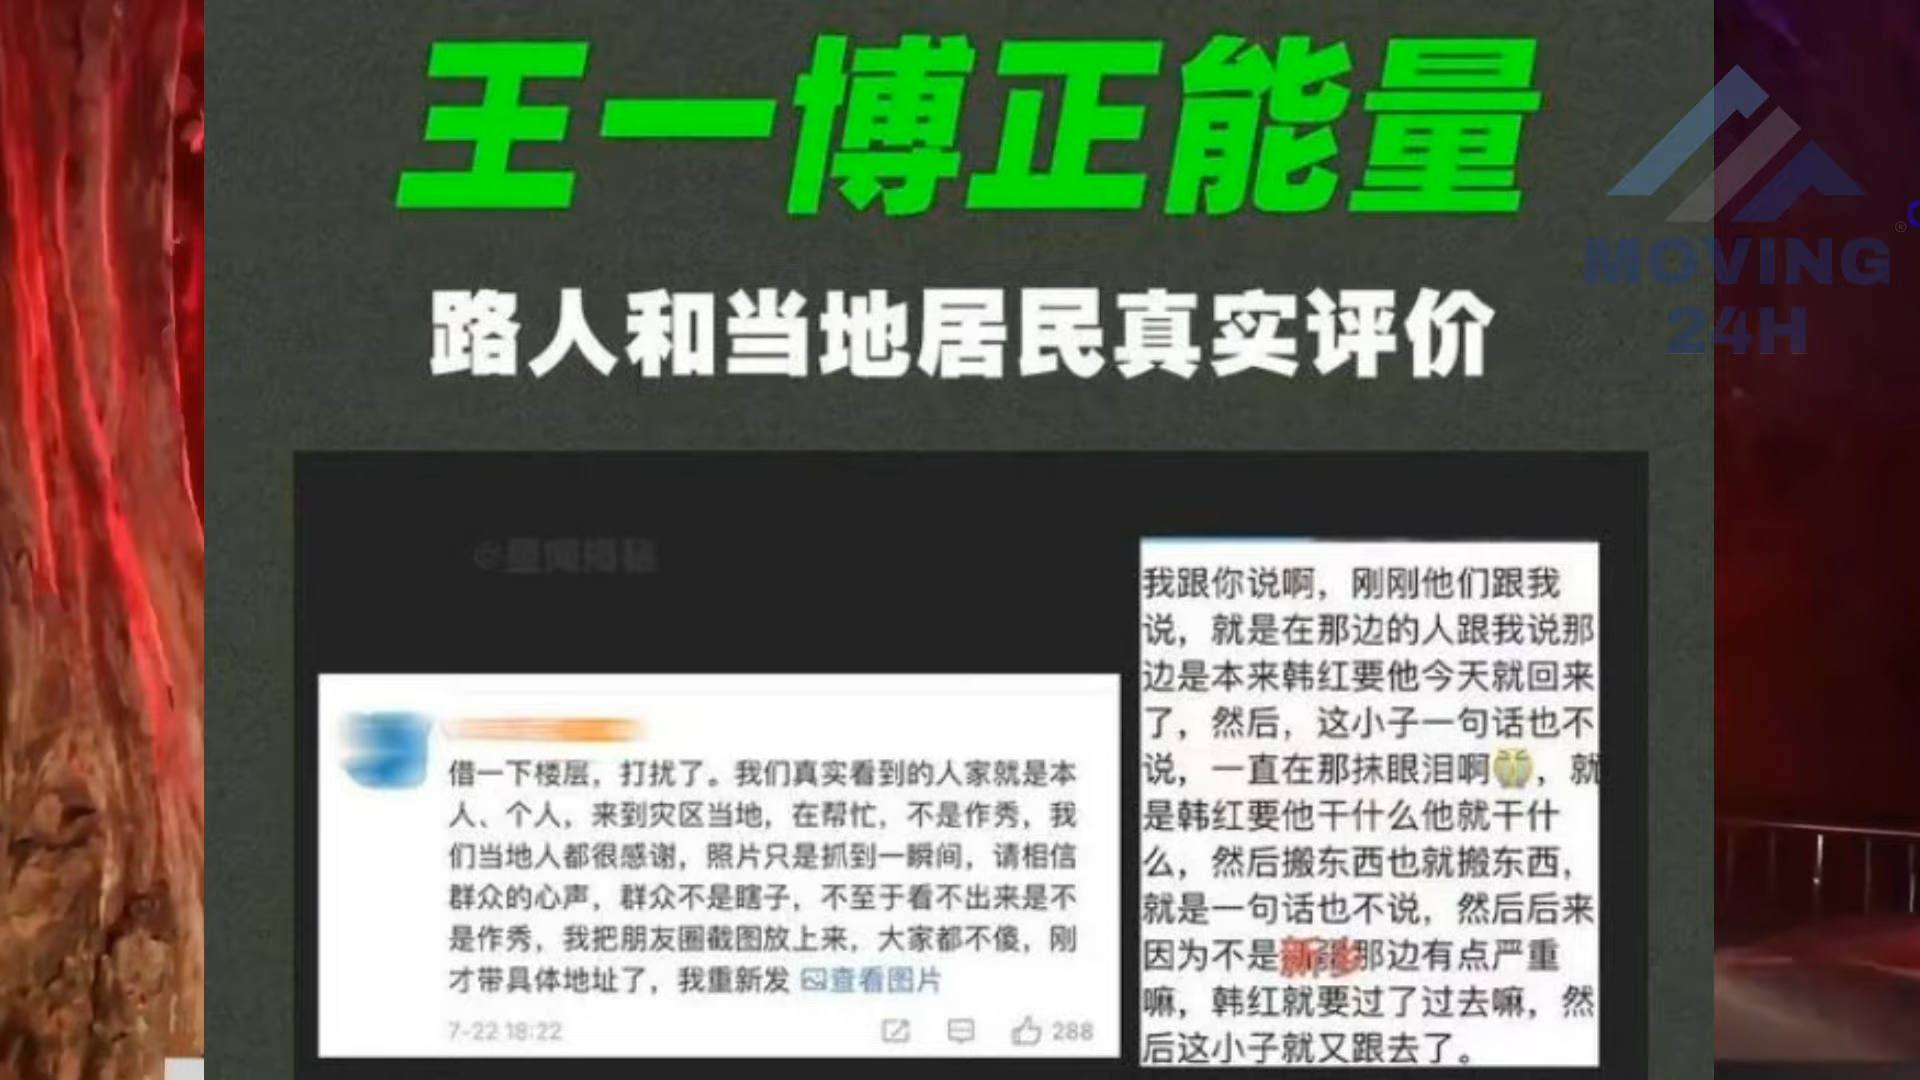 王一博正能量
MOVING
24H
路人和当地居民真实评价
借一下楼层，打扰了。我们真实看到的人家就是本
人、个人，来到灾区当地，在帮忙，不是作秀，我
们当地人都很感谢，照片只是抓到一瞬间，请相信
群众的心声，群众不是瞎子，不至于看不出来是不
是作秀，我把朋友圈截图放上来，大家都不傻，刚
才带具体地址了，我重新发 查看图片
7-22 18:22
288
我跟你说啊，刚刚他们跟我
说，就是在那边的人跟我说那
边是本来韩红要他今天就回来
了，然后，这小子一句话也不
说，一直在那抹眼泪啊😭，就
是韩红要他干什么他就干什
么，然后搬东西也就搬东西，
就是一句话也不说，然后后来
因为不是新乡那边有点严重
嘛，韩红就要过了过去嘛，然
后这小子就又跟去了。